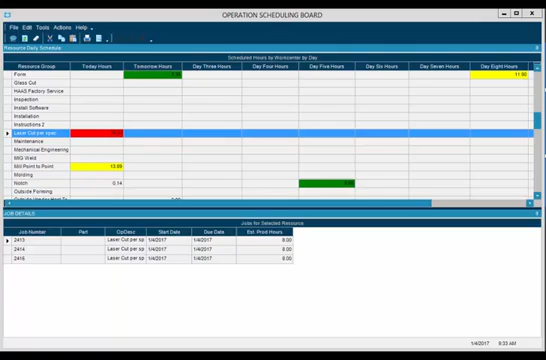 OPERATION SCHEDULING BOARD
File Edit Tools Actions Help
Resource Daily Schedule
Scheduled Hours by Workcenter by Day
Resource Group Today Hours Tomorrow Hours Day Three Hours Day Four Hours Day Five Hours Day Six Hours Day Seven Hours Day Eight Hours
Form 11.90
Glass Cut
HAAS Factory Service
Inspection
Install Software
Installation
Instructions 2
Laser Cut per spec
Maintenance
Mechanical Engineering
MIG Weld
Mill Point to Point 13.99
Molding
Notch 0.14
Outside Forming
JOB DETAILS
Jobs for Selected Resource
Job Number Part OpDesc Start Date Due Date Est. Prod Hours
2413 Laser Cut per sp 1/4/2017 1/4/2017 8.00
2414 Laser Cut per sp 1/4/2017 1/4/2017 8.00
2415 Laser Cut per sp 1/4/2017 1/4/2017 8.00
1/4/2017 9:33 AM